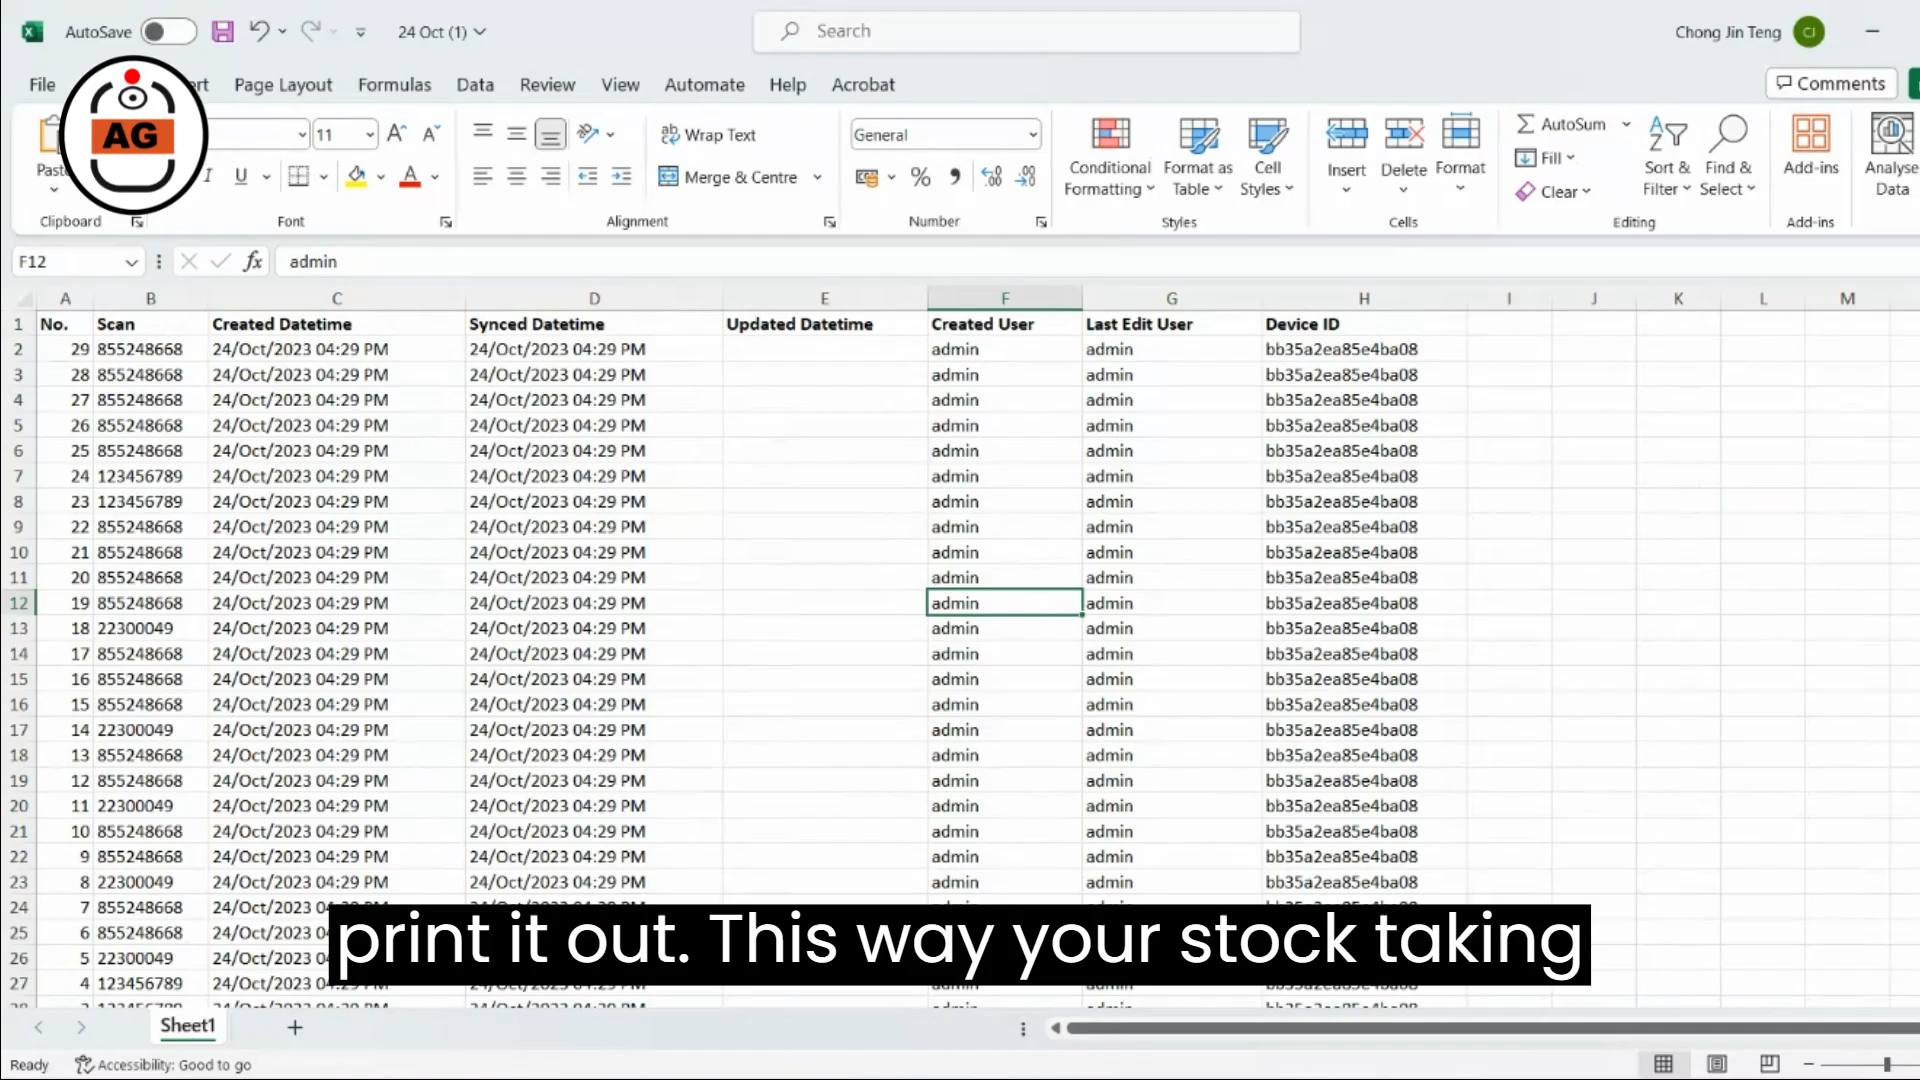 AutoSave 24 Oct (1) Search Chong Jin Teng CI
File Page Layout Formulas Data Review View Automate Help Acrobat Comments
AG
11 Wrap Text General AutoSum
Conditional Formatting Format as Table Cell Styles Insert Delete Format Fill Sort & Filter Find & Select Add-ins Analyse Data
Merge & Centre Clear
Clipboard Font Alignment Number Styles Cells Editing Add-ins
F12 fx admin
A B C D E F G H I J K L M
1 No. Scan Created Datetime Synced Datetime Updated Datetime Created User Last Edit User Device ID
2 29 855248668 24/Oct/2023 04:29 PM 24/Oct/2023 04:29 PM admin admin bb35a2ea85e4ba08
3 28 855248668 24/Oct/2023 04:29 PM 24/Oct/2023 04:29 PM admin admin bb35a2ea85e4ba08
4 27 855248668 24/Oct/2023 04:29 PM 24/Oct/2023 04:29 PM admin admin bb35a2ea85e4ba08
5 26 855248668 24/Oct/2023 04:29 PM 24/Oct/2023 04:29 PM admin admin bb35a2ea85e4ba08
6 25 855248668 24/Oct/2023 04:29 PM 24/Oct/2023 04:29 PM admin admin bb35a2ea85e4ba08
7 24 123456789 24/Oct/2023 04:29 PM 24/Oct/2023 04:29 PM admin admin bb35a2ea85e4ba08
8 23 123456789 24/Oct/2023 04:29 PM 24/Oct/2023 04:29 PM admin admin bb35a2ea85e4ba08
9 22 855248668 24/Oct/2023 04:29 PM 24/Oct/2023 04:29 PM admin admin bb35a2ea85e4ba08
10 21 855248668 24/Oct/2023 04:29 PM 24/Oct/2023 04:29 PM admin admin bb35a2ea85e4ba08
11 20 855248668 24/Oct/2023 04:29 PM 24/Oct/2023 04:29 PM admin admin bb35a2ea85e4ba08
12 19 855248668 24/Oct/2023 04:29 PM 24/Oct/2023 04:29 PM admin admin bb35a2ea85e4ba08
13 18 22300049 24/Oct/2023 04:29 PM 24/Oct/2023 04:29 PM admin admin bb35a2ea85e4ba08
14 17 855248668 24/Oct/2023 04:29 PM 24/Oct/2023 04:29 PM admin admin bb35a2ea85e4ba08
15 16 855248668 24/Oct/2023 04:29 PM 24/Oct/2023 04:29 PM admin admin bb35a2ea85e4ba08
16 15 855248668 24/Oct/2023 04:29 PM 24/Oct/2023 04:29 PM admin admin bb35a2ea85e4ba08
17 14 22300049 24/Oct/2023 04:29 PM 24/Oct/2023 04:29 PM admin admin bb35a2ea85e4ba08
18 13 855248668 24/Oct/2023 04:29 PM 24/Oct/2023 04:29 PM admin admin bb35a2ea85e4ba08
19 12 855248668 24/Oct/2023 04:29 PM 24/Oct/2023 04:29 PM admin admin bb35a2ea85e4ba08
20 11 22300049 24/Oct/2023 04:29 PM 24/Oct/2023 04:29 PM admin admin bb35a2ea85e4ba08
21 10 855248668 24/Oct/2023 04:29 PM 24/Oct/2023 04:29 PM admin admin bb35a2ea85e4ba08
22 9 855248668 24/Oct/2023 04:29 PM 24/Oct/2023 04:29 PM admin admin bb35a2ea85e4ba08
23 8 22300049 24/Oct/2023 04:29 PM 24/Oct/2023 04:29 PM admin admin bb35a2ea85e4ba08
24 7 855248668 24/Oct/2023
25 6 855248668 24/Oct/2023
26 5 22300049 24/Oct/2023
27 4 123456789 24/Oct/2023
print it out. This way your stock taking
Sheet1
Ready Accessibility: Good to go